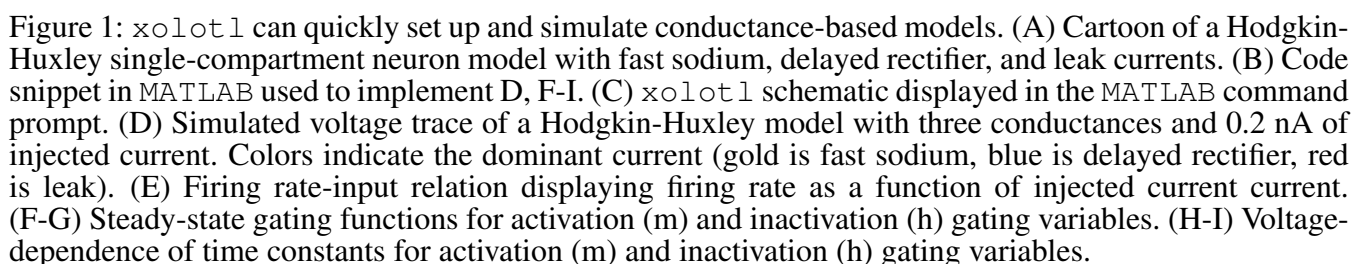 Figure 1: xolotl can quickly set up and simulate conductance-based models. (A) Cartoon of a Hodgkin-
Huxley single-compartment neuron model with fast sodium, delayed rectifier, and leak currents. (B) Code
snippet in MATLAB used to implement D, F-I. (C) xolotl schematic displayed in the MATLAB command
prompt. (D) Simulated voltage trace of a Hodgkin-Huxley model with three conductances and 0.2 nA of
injected current. Colors indicate the dominant current (gold is fast sodium, blue is delayed rectifier, red
is leak). (E) Firing rate-input relation displaying firing rate as a function of injected current current.
(F-G) Steady-state gating functions for activation (m) and inactivation (h) gating variables. (H-I) Voltage-
dependence of time constants for activation (m) and inactivation (h) gating variables.